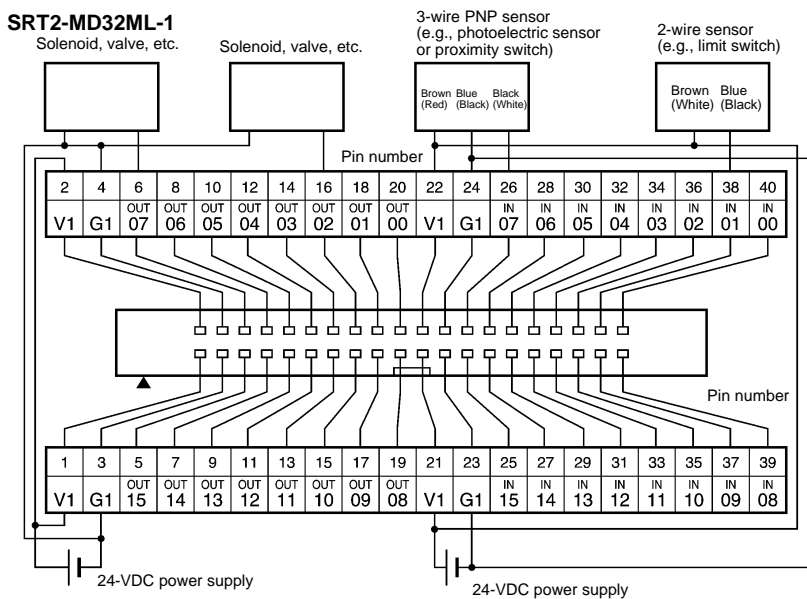 SRT2-MD32ML-1
Solenoid, valve, etc.
Solenoid, valve, etc.
3-wire PNP sensor
(e.g., photoelectric sensor
or proximity switch)
2-wire sensor
(e.g., limit switch)
Brown Blue Black
(Red) (Black) (White)
Brown Blue
(White) (Black)
Pin number
2 4 6 8 10 12 14 16 18 20 22 24 26 28 30 32 34 36 38 40
OUT OUT OUT OUT OUT OUT OUT OUT IN IN IN IN IN IN IN IN
V1 G1 07 06 05 04 03 02 01 00 V1 G1 07 06 05 04 03 02 01 00
Pin number
1 3 5 7 9 11 13 15 17 19 21 23 25 27 29 31 33 35 37 39
OUT OUT OUT OUT OUT OUT OUT OUT IN IN IN IN IN IN IN IN
V1 G1 15 14 13 12 11 10 09 08 V1 G1 15 14 13 12 11 10 09 08
24-VDC power supply
24-VDC power supply